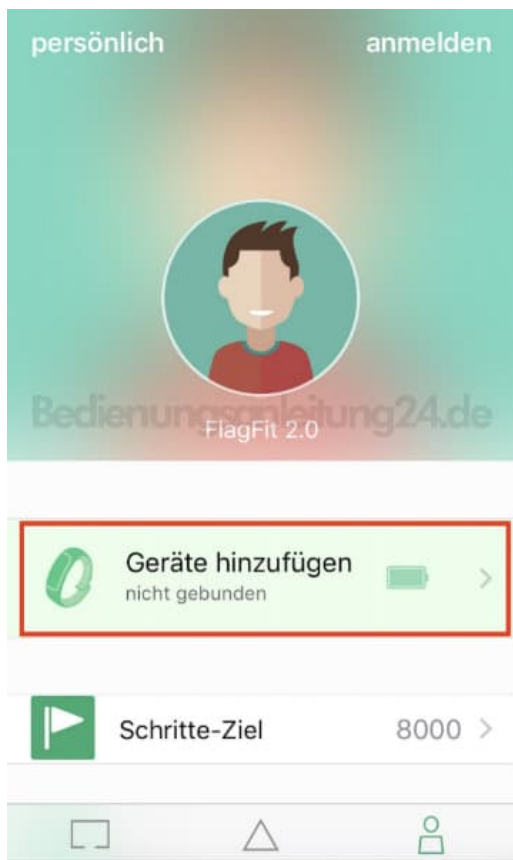 persönlich anmelden
Bedienungsanleitung24.de
FlagFit 2.0
Geräte hinzufügen
nicht gebunden
Schritte-Ziel 8000